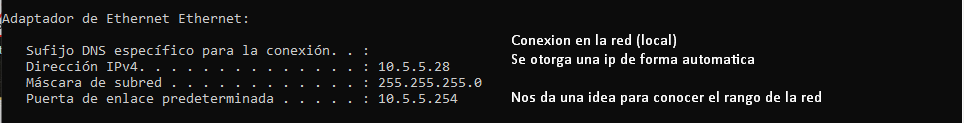 Adaptador de Ethernet Ethernet:
Sufijo DNS específico para la conexión. . :
Conexion en la red (local)
Dirección IPv4. . . . . . . . . . . . . . : 10.5.5.28
Se otorga una ip de forma automatica
Máscara de subred . . . . . . . . . . . . : 255.255.255.0
Puerta de enlace predeterminada . . . . . : 10.5.5.254
Nos da una idea para conocer el rango de la red